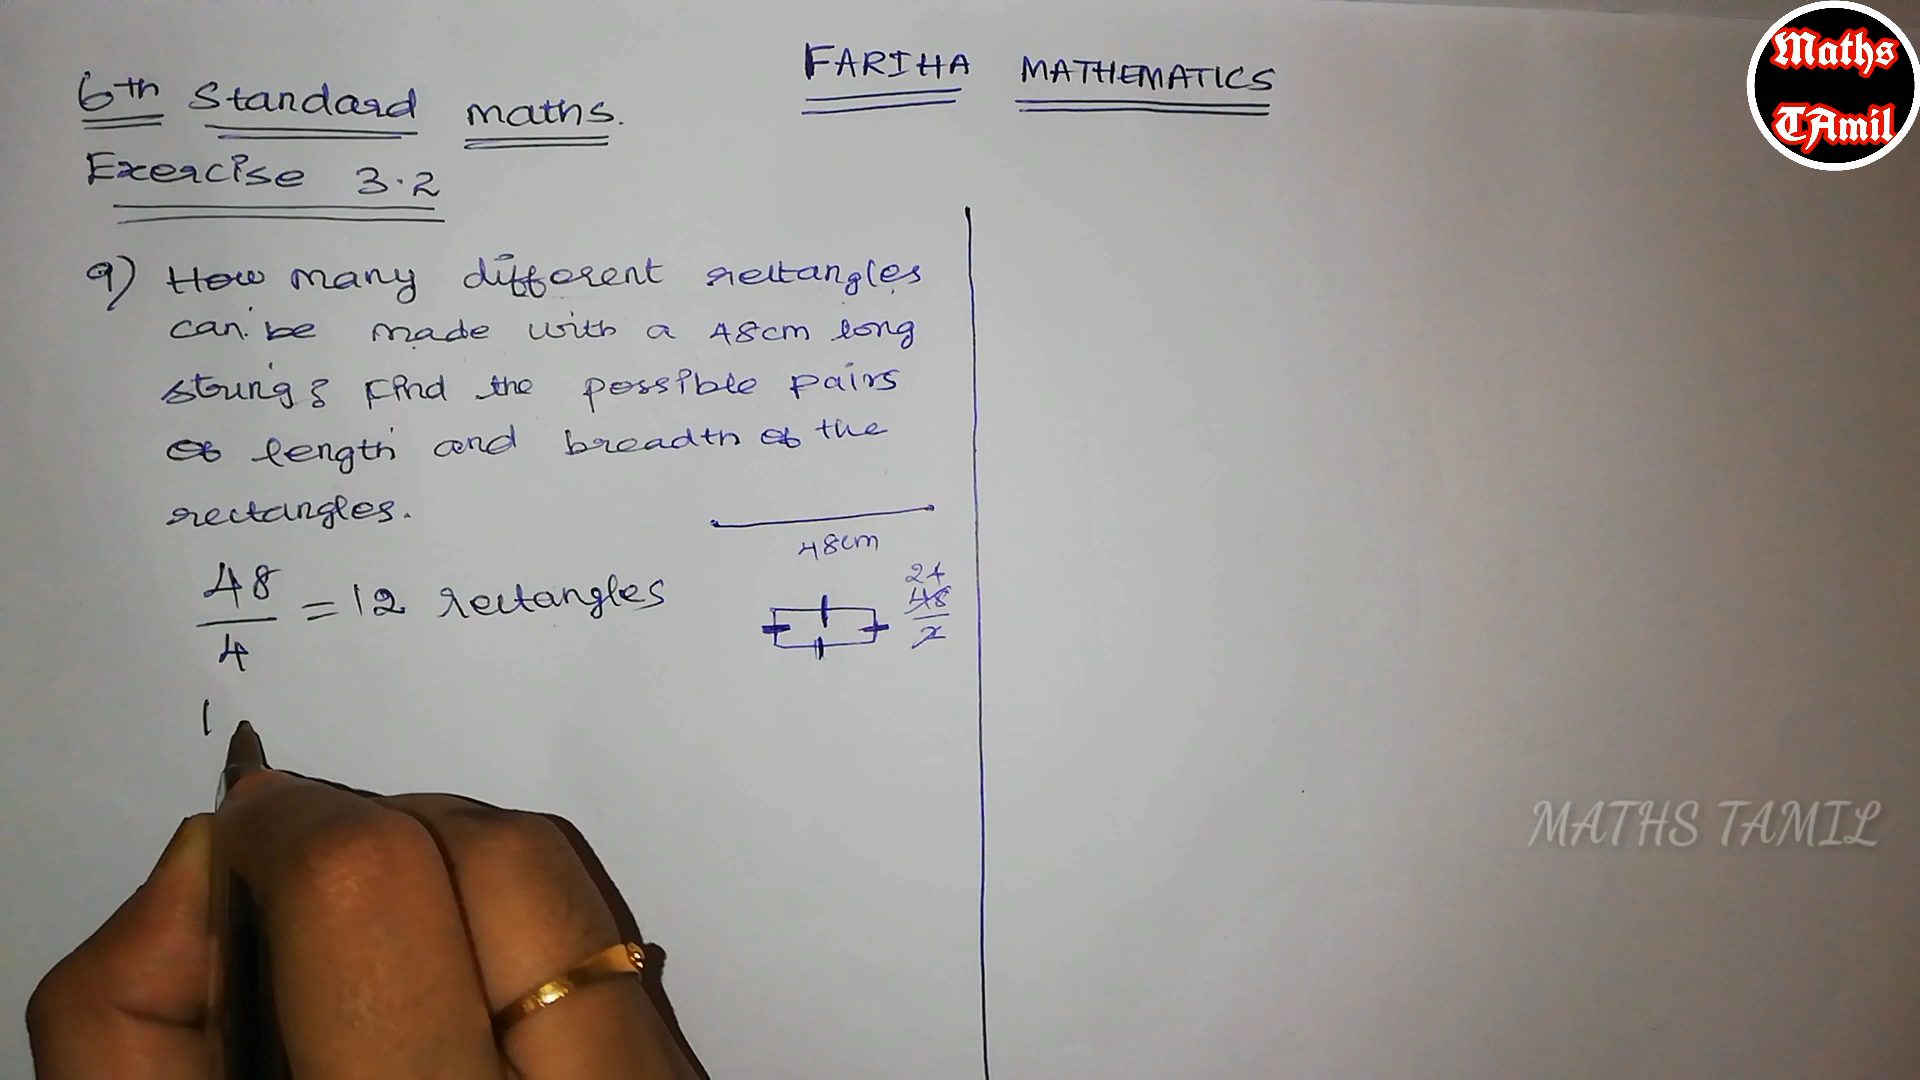 FARIHA MATHEMATICS
Maths
TAmil
6th Standard maths.
Exercise 3.2
9) How many different rectangles
can be made with a 48cm long
string? Find the possible pairs
of length and breadth of the
rectangles.
48cm
48/4 = 12 rectangles
24
48/2
1
MATHS TAMIL